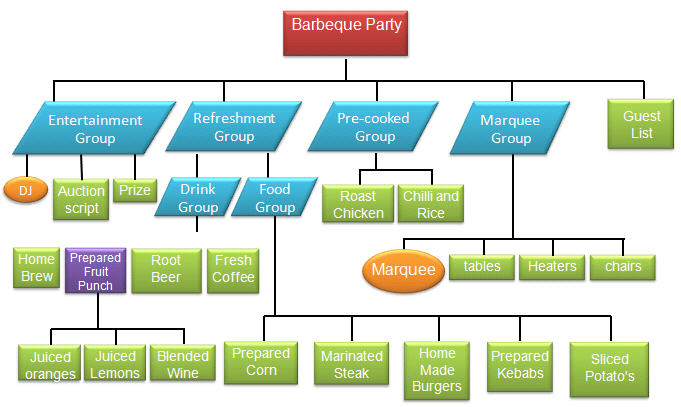 Barbeque Party
Entertainment
Group
Refreshment
Group
Pre-cooked
Group
Marquee
Group
Guest
List
DJ
Auction
script
Prize
Drink
Group
Food
Group
Roast
Chicken
Chilli and
Rice
Home
Brew
Prepared
Fruit
Punch
Root
Beer
Fresh
Coffee
Marquee
tables
Heaters
chairs
Juiced
oranges
Juiced
Lemons
Blended
Wine
Prepared
Corn
Marinated
Steak
Home
Made
Burgers
Prepared
Kebabs
Sliced
Potato's